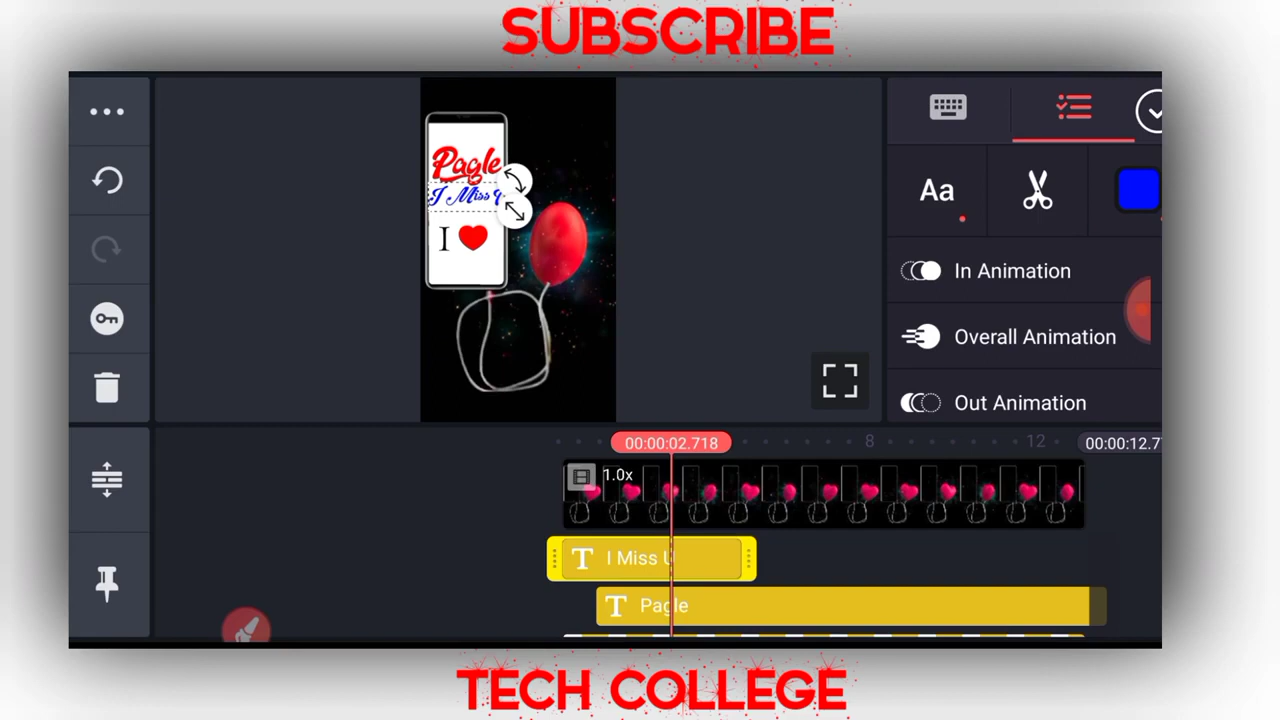 SUBSCRIBE
Pagle
I Miss
I
Aa
In Animation
Overall Animation
Out Animation
00:00:02.718
8
12
00:00:12.7
1.0x
T I Miss U
T Pagle
TECH COLLEGE